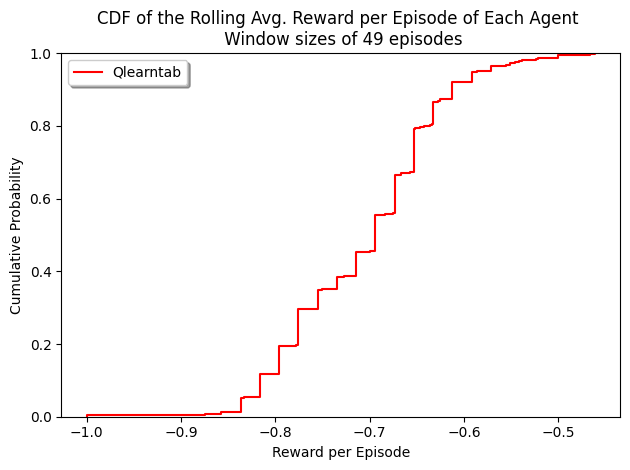 CDF of the Rolling Avg. Reward per Episode of Each Agent
Window sizes of 49 episodes
Qlearntab
Cumulative Probability
1.0
0.8
0.6
0.4
0.2
0.0
−1.0 −0.9 −0.8 −0.7 −0.6 −0.5
Reward per Episode